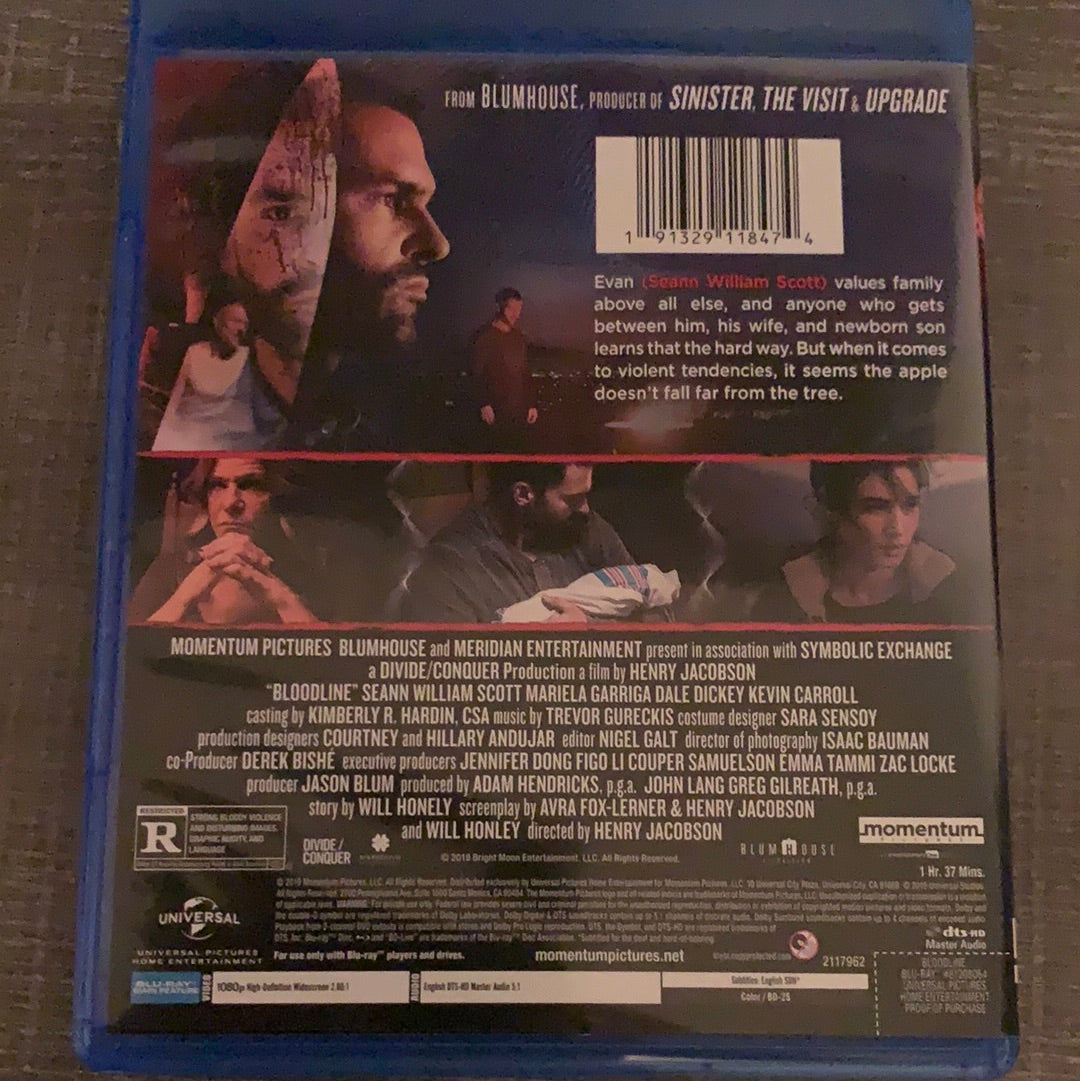 FROM BLUMHOUSE, PRODUCER OF SINISTER, THE VISIT & UPGRADE
1 91329 11847 4
Evan (Seann William Scott) values family
above all else, and anyone who gets
between him, his wife, and newborn son
learns that the hard way. But when it comes
to violent tendencies, it seems the apple
doesn't fall far from the tree.
MOMENTUM PICTURES BLUMHOUSE and MERIDIAN ENTERTAINMENT present in association with SYMBOLIC EXCHANGE
a DIVIDE/CONQUER Production a film by HENRY JACOBSON
"BLOODLINE" SEANN WILLIAM SCOTT MARIELA GARRIGA DALE DICKEY KEVIN CARROLL
casting by KIMBERLY R. HARDIN, CSA music by TREVOR GURECKIS costume designer SARA SENSOY
production designers COURTNEY and HILLARY ANDUJAR editor NIGEL GALT director of photography ISAAC BAUMAN
co-Producer DEREK BISHÉ executive producers JENNIFER DONG FIGO LI COUPER SAMUELSON EMMA TAMMI ZAC LOCKE
producer JASON BLUM produced by ADAM HENDRICKS, p.g.a. JOHN LANG GREG GILREATH, p.g.a.
story by WILL HONELY screenplay by AVRA FOX-LERNER & HENRY JACOBSON
and WILL HONLEY directed by HENRY JACOBSON
RESTRICTED
R
STRONG BLOODY VIOLENCE
AND DISTURBING IMAGES,
GRAPHIC NUDITY, AND
LANGUAGE
DIVIDE/
CONQUER
© 2018 Bright Moon Entertainment, LLC. All Rights Reserved.
BLUMHOUSE
momentum
PICTURES
1 Hr. 37 Mins.
UNIVERSAL
UNIVERSAL PICTURES
HOME ENTERTAINMENT
For use only with Blu-ray™ players and drives.
momentumpictures.net
2117962
dts-HD
Master Audio
BLOODLINE
BLU-RAY
UNIVERSAL PICTURES
HOME ENTERTAINMENT
PROOF OF PURCHASE
BLU-RAY™
MAIN FEATURE
VIDEO
1080p High-Definition Widescreen 2.00:1
AUDIO
English DTS-HD Master Audio 5.1
Subtitles: English SDH*
Color / BD-25